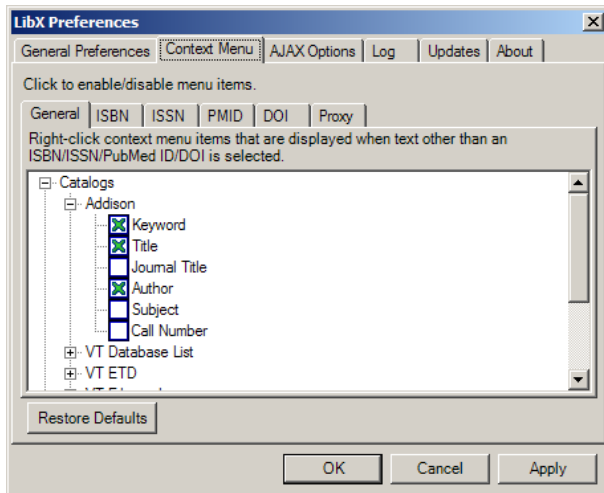 LibX Preferences
General Preferences Context Menu AJAX Options Log Updates About
Click to enable/disable menu items.
General ISBN ISSN PMID DOI Proxy
Right-click context menu items that are displayed when text other than an
ISBN/ISSN/PubMed ID/DOI is selected.
Catalogs
Addison
Keyword
Title
Journal Title
Author
Subject
Call Number
VT Database List
VT ETD
Restore Defaults
OK Cancel Apply